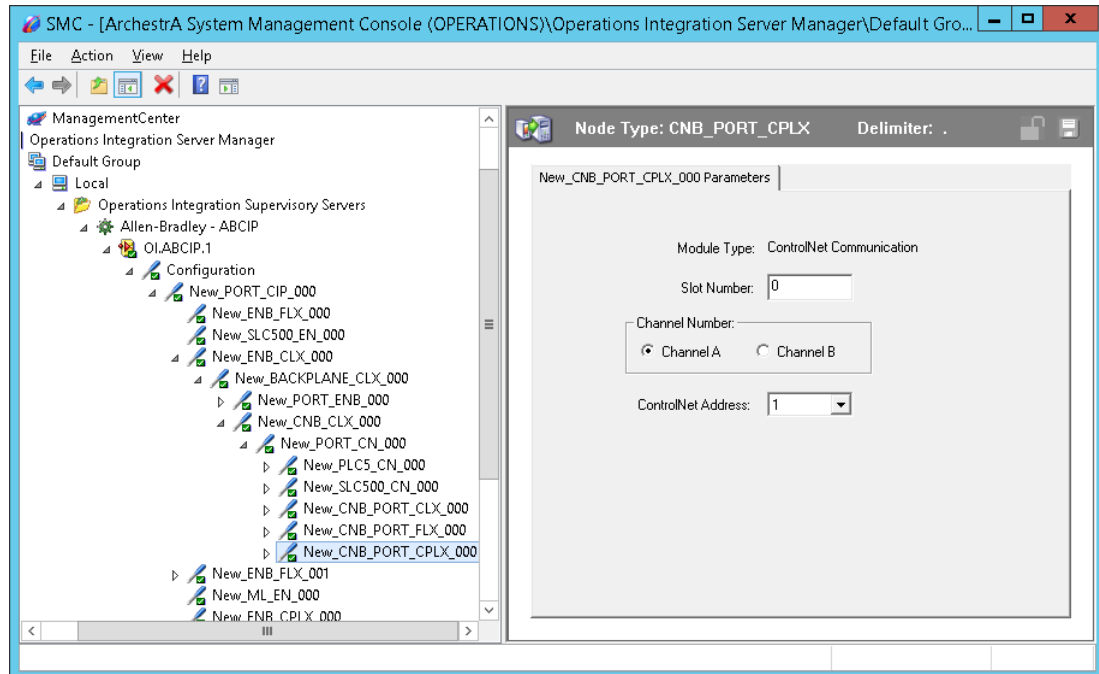 SMC - [ArchestrA System Management Console (OPERATIONS)\Operations Integration Server Manager\Default Gro...
File Action View Help
ManagementCenter
Operations Integration Server Manager
Default Group
Local
Operations Integration Supervisory Servers
Allen-Bradley - ABCIP
OI.ABCIP.1
Configuration
New_PORT_CIP_000
New_ENB_FLX_000
New_SLC500_EN_000
New_ENB_CLX_000
New_BACKPLANE_CLX_000
New_PORT_ENB_000
New_CNB_CLX_000
New_PORT_CN_000
New_PLC5_CN_000
New_SLC500_CN_000
New_CNB_PORT_CLX_000
New_CNB_PORT_FLX_000
New_CNB_PORT_CPLX_000
New_ENB_FLX_001
New_ML_EN_000
New_ENB_CPLX_000
Node Type: CNB_PORT_CPLX Delimiter: .
New_CNB_PORT_CPLX_000 Parameters
Module Type: ControlNet Communication
Slot Number: 0
Channel Number:
Channel A Channel B
ControlNet Address: 1